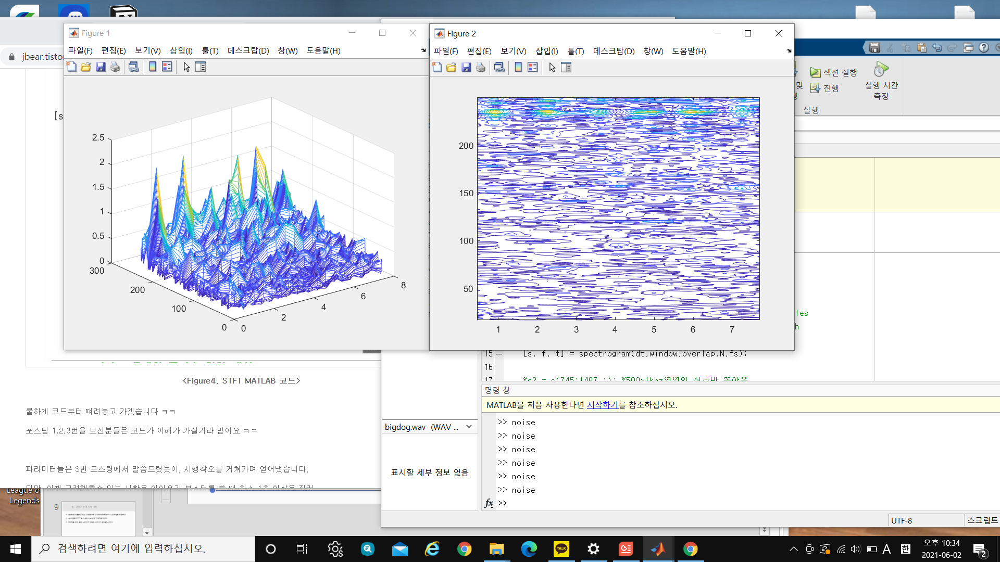 jbear.tisto
[s
<Figure4. STFT MATLAB 코드>
쿨하게 코드부터 떄려놓고 가겠습니다 ㅋㅋ
포스팅 1,2,3번을 보신분들은 코드가 이해가 가실거라 믿어요 ㅋㅋ
파라미터들은 3번 포스팅에서 말씀드렸듯이, 시행착오를 거쳐가며 얻어냈습니다.
Figure 1
파일(F) 편집(E) 보기(V) 삽입(I) 툴(T) 데스크탑(D) 창(W) 도움말(H)
2.5
2
1.5
1
0.5
0
300
200
100
0
0
2
4
6
8
Figure 2
파일(F) 편집(E) 보기(V) 삽입(I) 툴(T) 데스크탑(D) 창(W) 도움말(H)
200
150
100
50
1 2 3 4 5 6 7
및
섹션 실행
진행
실행 시간
측정
실행
les
h
15 [s, f, t] = spectrogram(dt,window,overlap,N,fs);
16
17 %s2 = s(745:1487,:); %500~1khz영역의 신호만 뽑아옴
명령 창
MATLAB을 처음 사용한다면 시작하기를 참조하십시오.
>> noise
>> noise
>> noise
>> noise
>> noise
>> noise
fx >>
bigdog.wav (WAV ...
표시할 세부 정보 없음
UTF-8
스크립트
League o
Legends
9
검색하려면 여기에 입력하십시오.
TALK
A
한
오후 10:34
2021-06-02
2